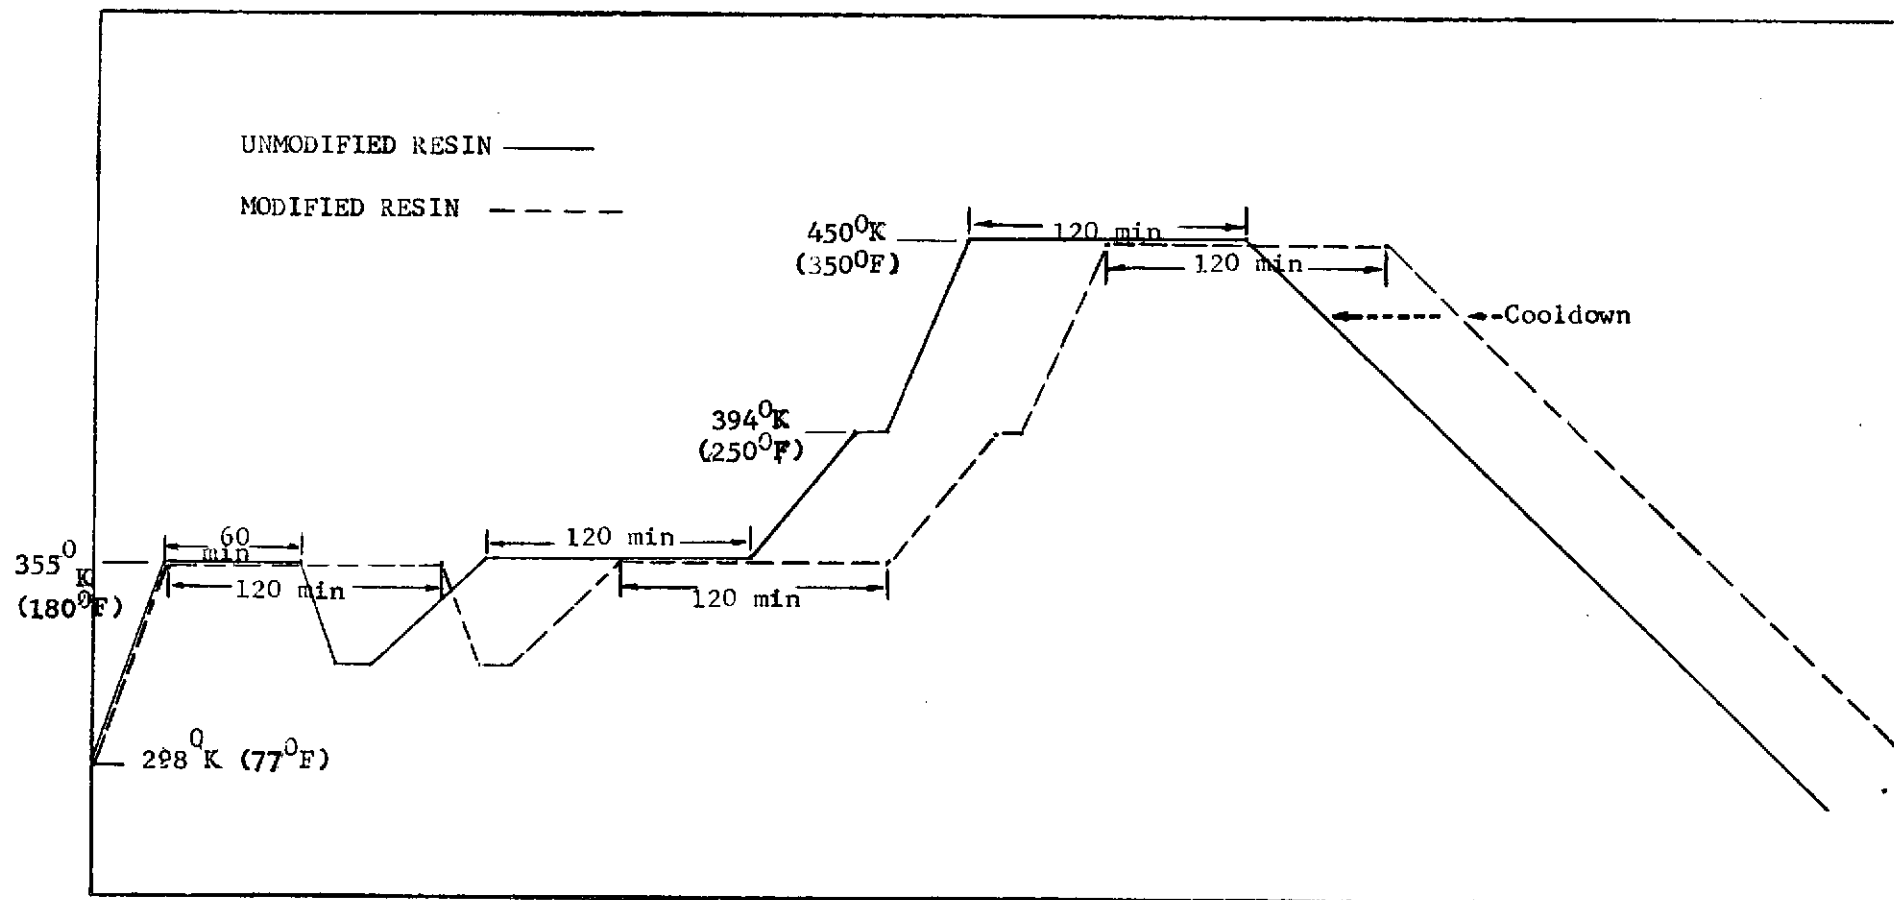 UNMODIFIED RESIN
MODIFIED RESIN
450⁰K
(350⁰F)
120 min
120 min
Cooldown
394⁰K
(250⁰F)
60
min
120 min
355⁰K
(180⁰F)
120 min
120 min
298⁰K (77⁰F)